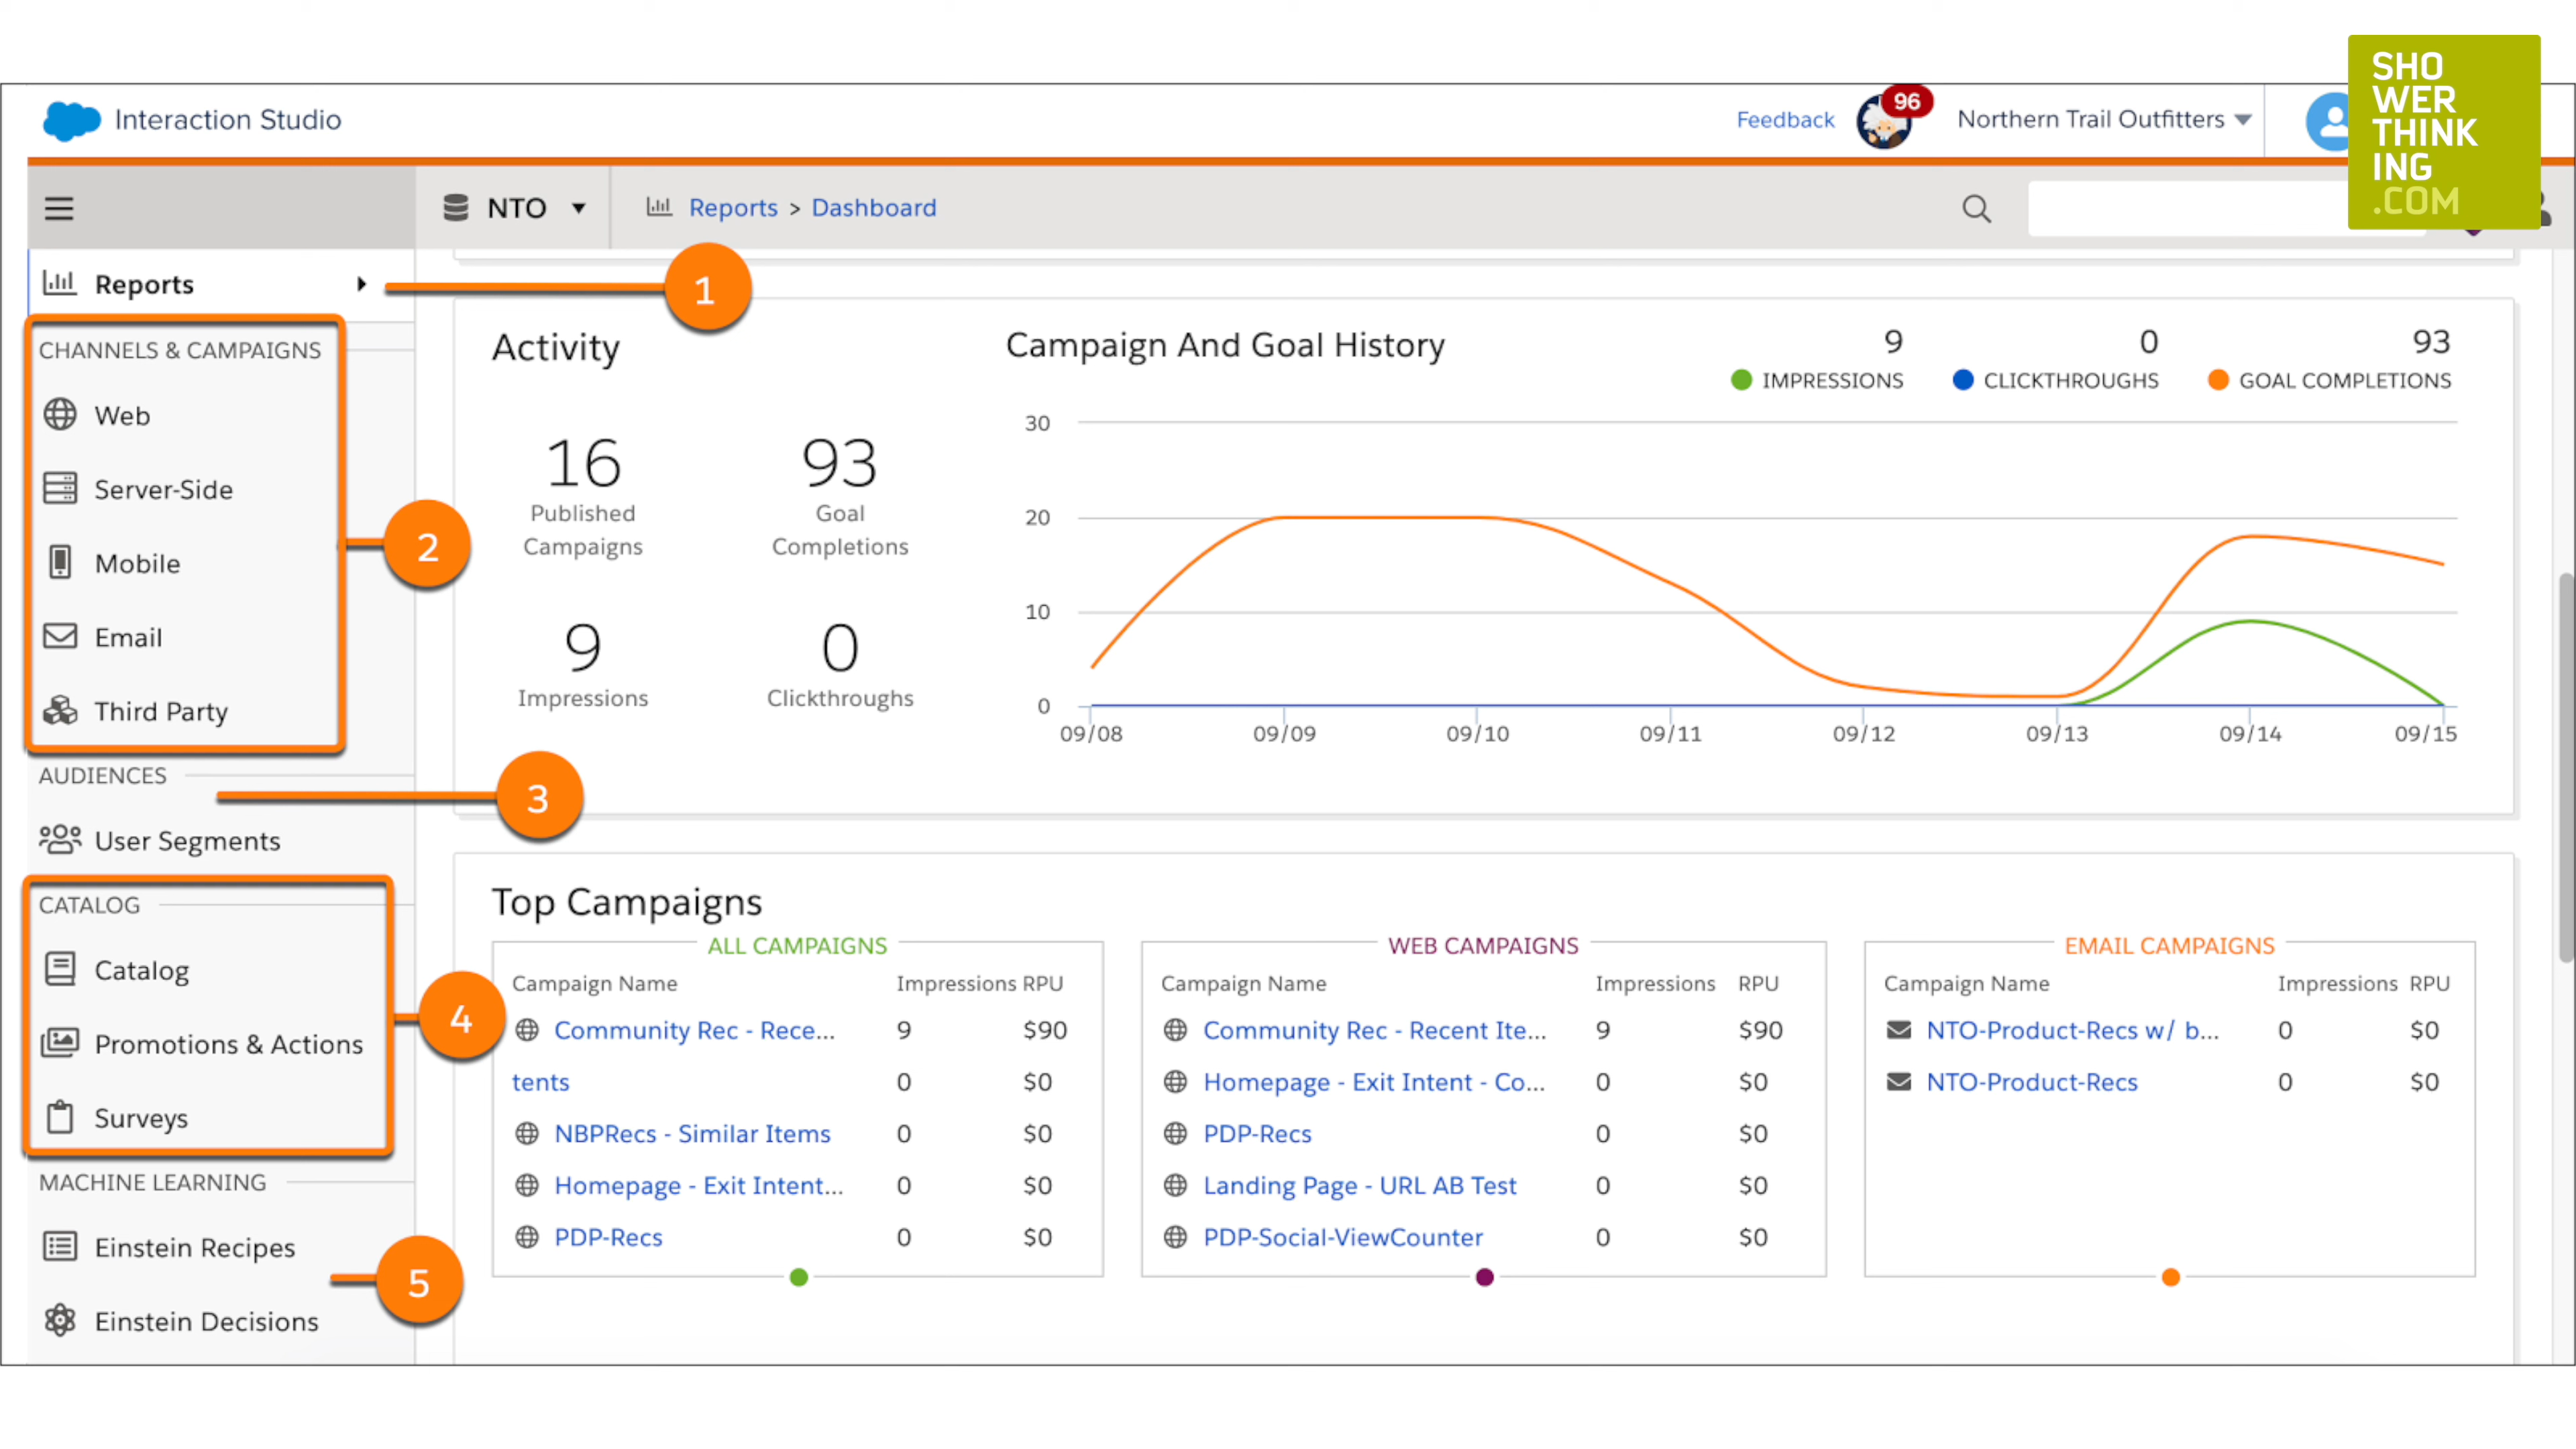 SHO
WER
THINK
ING
.COM
Interaction Studio
Feedback
96
Northern Trail Outfitters
NTO
Reports > Dashboard
Reports
1
CHANNELS & CAMPAIGNS
Web
Server-Side
Mobile
Email
Third Party
2
AUDIENCES
3
User Segments
CATALOG
Catalog
Promotions & Actions
Surveys
4
MACHINE LEARNING
Einstein Recipes
5
Einstein Decisions
Activity
16
Published
Campaigns
93
Goal
Completions
9
Impressions
0
Clickthroughs
Campaign And Goal History
9
IMPRESSIONS
0
CLICKTHROUGHS
93
GOAL COMPLETIONS
30
20
10
0
09/08 09/09 09/10 09/11 09/12 09/13 09/14 09/15
Top Campaigns
ALL CAMPAIGNS
Campaign Name Impressions RPU
Community Rec - Rece... 9 $90
tents 0 $0
NBPRecs - Similar Items 0 $0
Homepage - Exit Intent... 0 $0
PDP-Recs 0 $0
WEB CAMPAIGNS
Campaign Name Impressions RPU
Community Rec - Recent Ite... 9 $90
Homepage - Exit Intent - Co... 0 $0
PDP-Recs 0 $0
Landing Page - URL AB Test 0 $0
PDP-Social-ViewCounter 0 $0
EMAIL CAMPAIGNS
Campaign Name Impressions RPU
NTO-Product-Recs w/ b... 0 $0
NTO-Product-Recs 0 $0